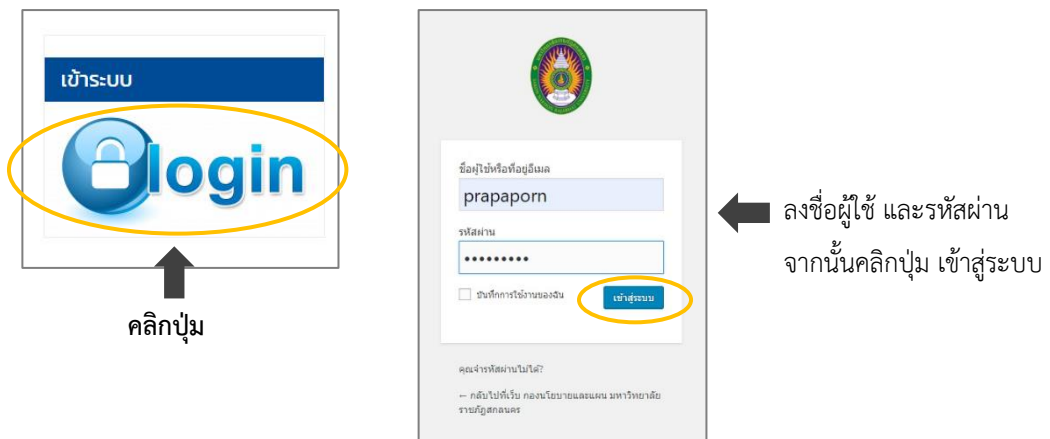 เข้าระบบ
login
คลิกปุ่ม
ชื่อผู้ใช้หรือที่อยู่อีเมล
prapaporn
รหัสผ่าน
•••••••••
บันทึกการใช้งานของฉัน
เข้าสู่ระบบ
คุณจำรหัสผ่านไม่ได้?
← กลับไปที่เว็บ กองนโยบายและแผน มหาวิทยาลัย
ราชภัฏสกลนคร
ลงชื่อผู้ใช้ และรหัสผ่าน
จากนั้นคลิกปุ่ม เข้าสู่ระบบ